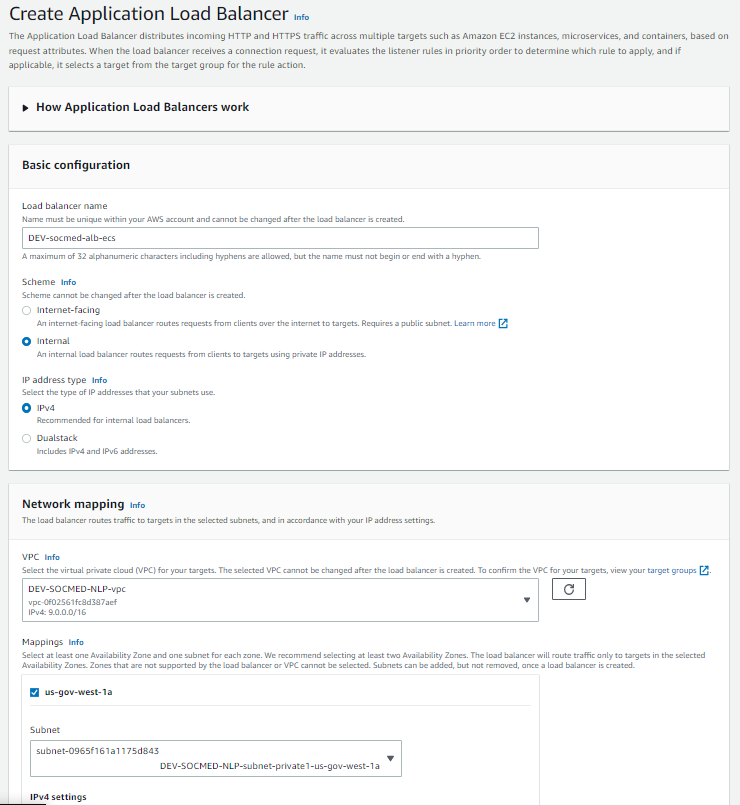 Create Application Load Balancer Info
The Application Load Balancer distributes incoming HTTP and HTTPS traffic across multiple targets such as Amazon EC2 instances, microservices, and containers, based on
request attributes. When the load balancer receives a connection request, it evaluates the listener rules in priority order to determine which rule to apply, and if
applicable, it selects a target from the target group for the rule action.
How Application Load Balancers work
Basic configuration
Load balancer name
Name must be unique within your AWS account and cannot be changed after the load balancer is created.
DEV-socmed-alb-ecs
A maximum of 32 alphanumeric characters including hyphens are allowed, but the name must not begin or end with a hyphen.
Scheme Info
Scheme cannot be changed after the load balancer is created.
Internet-facing
An internet-facing load balancer routes requests from clients over the internet to targets. Requires a public subnet. Learn more
Internal
An internal load balancer routes requests from clients to targets using private IP addresses.
IP address type Info
Select the type of IP addresses that your subnets use.
IPv4
Recommended for internal load balancers.
Dualstack
Includes IPv4 and IPv6 addresses.
Network mapping Info
The load balancer routes traffic to targets in the selected subnets, and in accordance with your IP address settings.
VPC Info
Select the virtual private cloud (VPC) for your targets. The selected VPC cannot be changed after the load balancer is created. To confirm the VPC for your targets, view your target groups.
DEV-SOCMED-NLP-vpc
vpc-0f02561fc8d387aef
IPv4: 9.0.0.0/16
Mappings Info
Select at least one Availability Zone and one subnet for each zone. We recommend selecting at least two Availability Zones. The load balancer will route traffic only to targets in the selected
Availability Zones. Zones that are not supported by the load balancer or VPC cannot be selected. Subnets can be added, but not removed, once a load balancer is created.
us-gov-west-1a
Subnet
subnet-0965f161a1175d843
DEV-SOCMED-NLP-subnet-private1-us-gov-west-1a
IPv4 settings